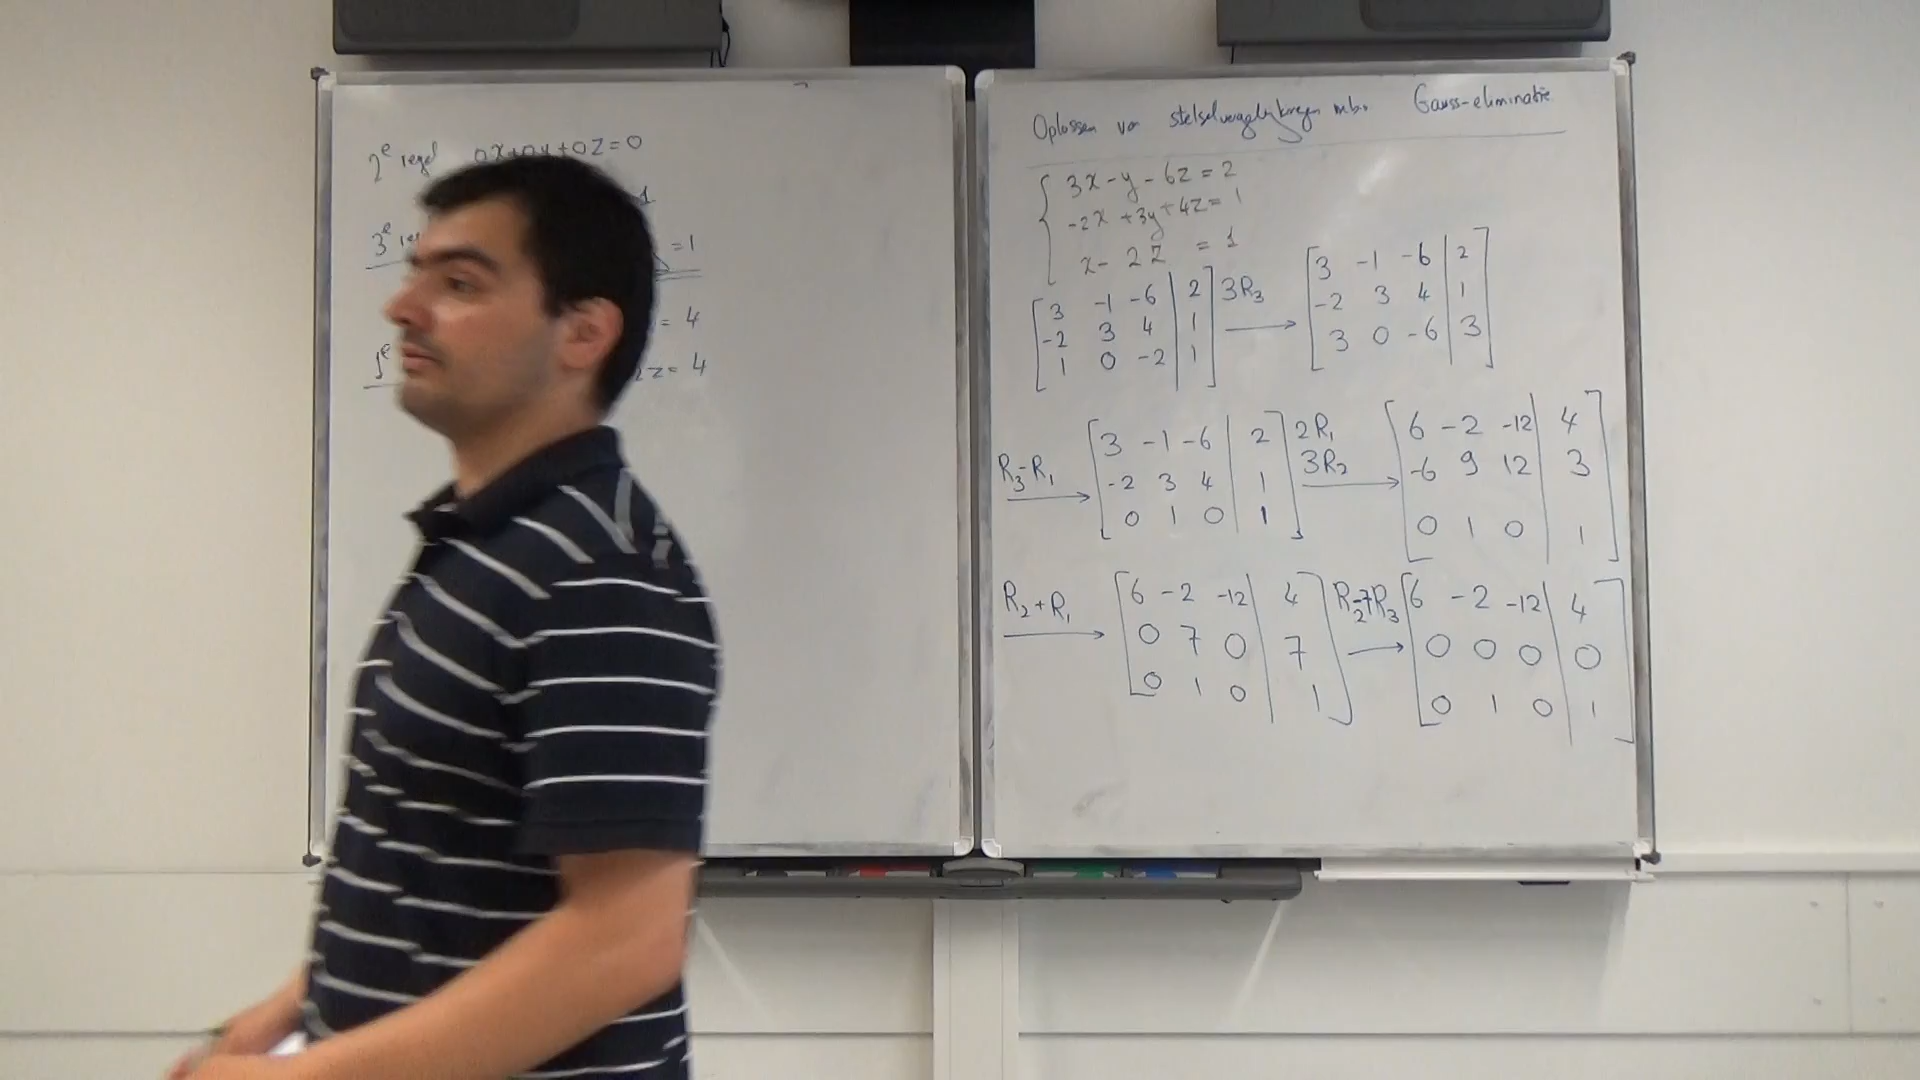 2e regel 0x+0y+0z=0
1
3e reg
=1
= 4
1e
2z= 4
Oplossen van stelselvergelijkingen m.b.v. Gauss-eliminatie
3x-y-6z=2
-2x+3y+4z=1
x-2z =1
3 -1 -6 | 2
-2 3 4 | 1
1 0 -2 | 1
3R3
3 -1 -6 | 2
-2 3 4 | 1
3 0 -6 | 3
R3-R1
3 -1 -6 | 2
-2 3 4 | 1
0 1 0 | 1
2R1
3R2
6 -2 -12 | 4
-6 9 12 | 3
0 1 0 | 1
R2+R1
6 -2 -12 | 4
0 7 0 | 7
0 1 0 | 1
R2-7R3
6 -2 -12 | 4
0 0 0 | 0
0 1 0 | 1